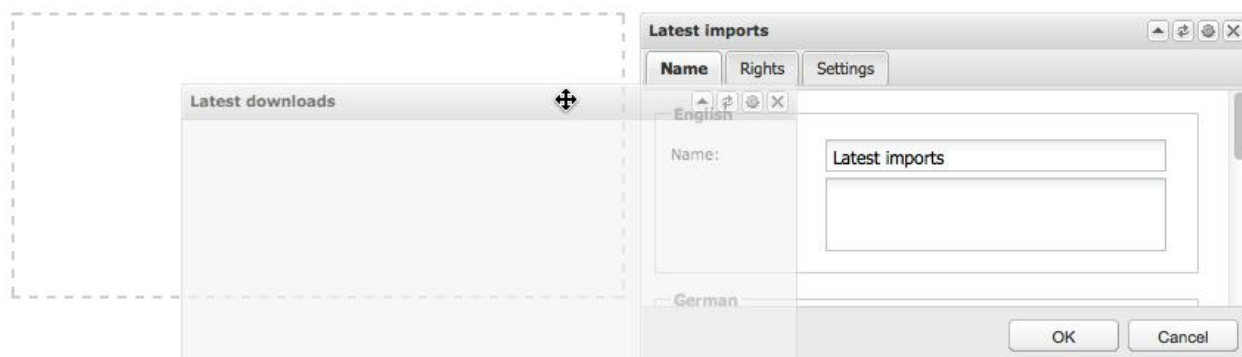 Latest imports
Name Rights Settings
Latest downloads
English
Name: Latest imports
German
OK Cancel